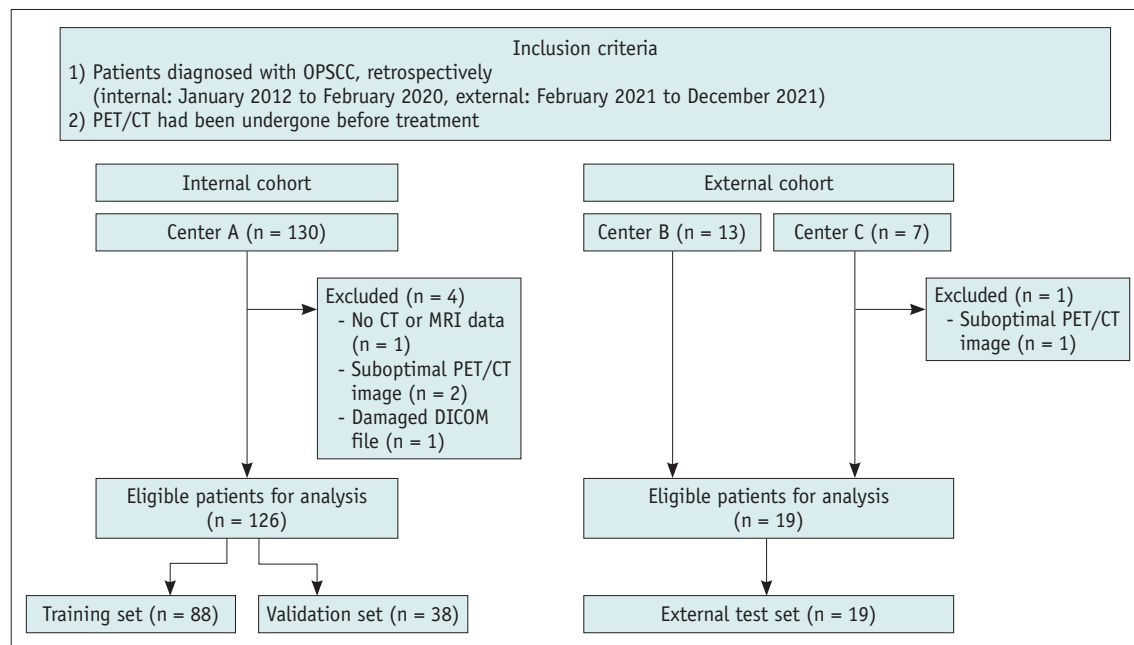 Inclusion criteria
1) Patients diagnosed with OPSCC, retrospectively
(internal: January 2012 to February 2020, external: February 2021 to December 2021)
2) PET/CT had been undergone before treatment
Internal cohort
Center A (n = 130)
Excluded (n = 4)
- No CT or MRI data
(n = 1)
- Suboptimal PET/CT
image (n = 2)
- Damaged DICOM
file (n = 1)
Eligible patients for analysis
(n = 126)
Training set (n = 88)
Validation set (n = 38)
External cohort
Center B (n = 13)
Center C (n = 7)
Excluded (n = 1)
- Suboptimal PET/CT
image (n = 1)
Eligible patients for analysis
(n = 19)
External test set (n = 19)